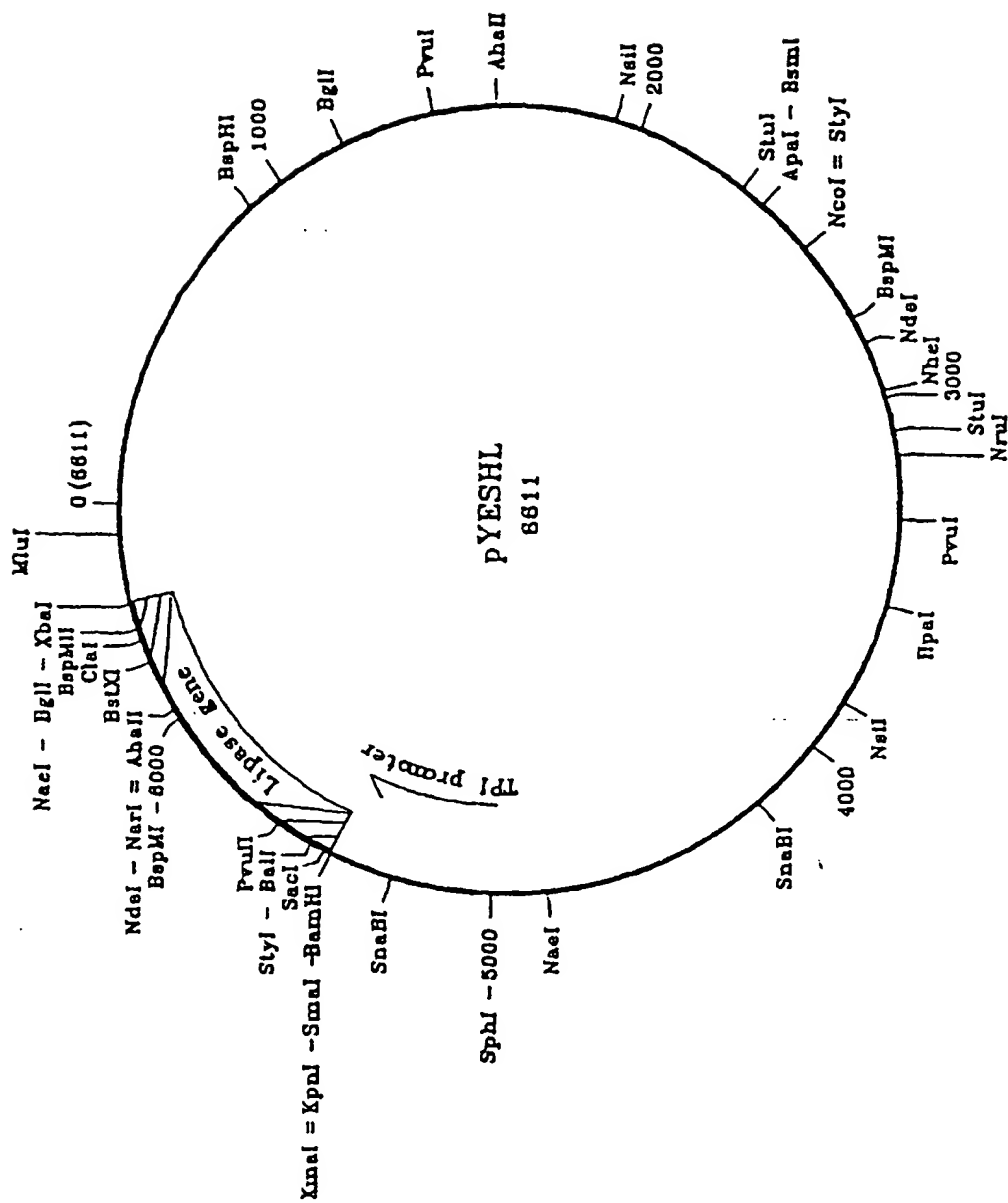 0 (6611)
BspHI
1000
BglI
PvuI
AhaII
NsiI
2000
StuI
ApaI - BsmI
NcoI = StyI
BspMI
NdeI
NheI
3000
StuI
NruI
PvuI
HpaI
NsiI
4000
SnaBI
NaeI
SphI - 5000
SnaBI
XmaI = KpnI - SmaI - BamHI
SacI
StyI - BalI
PvuII
BspMI - 6000
NdeI - NarI = AhaII
BstXI
ClaI
BspMII
NaeI - BglI - XbaI
MluI
Lipase gene
TPI promoter
pYESHL
6611